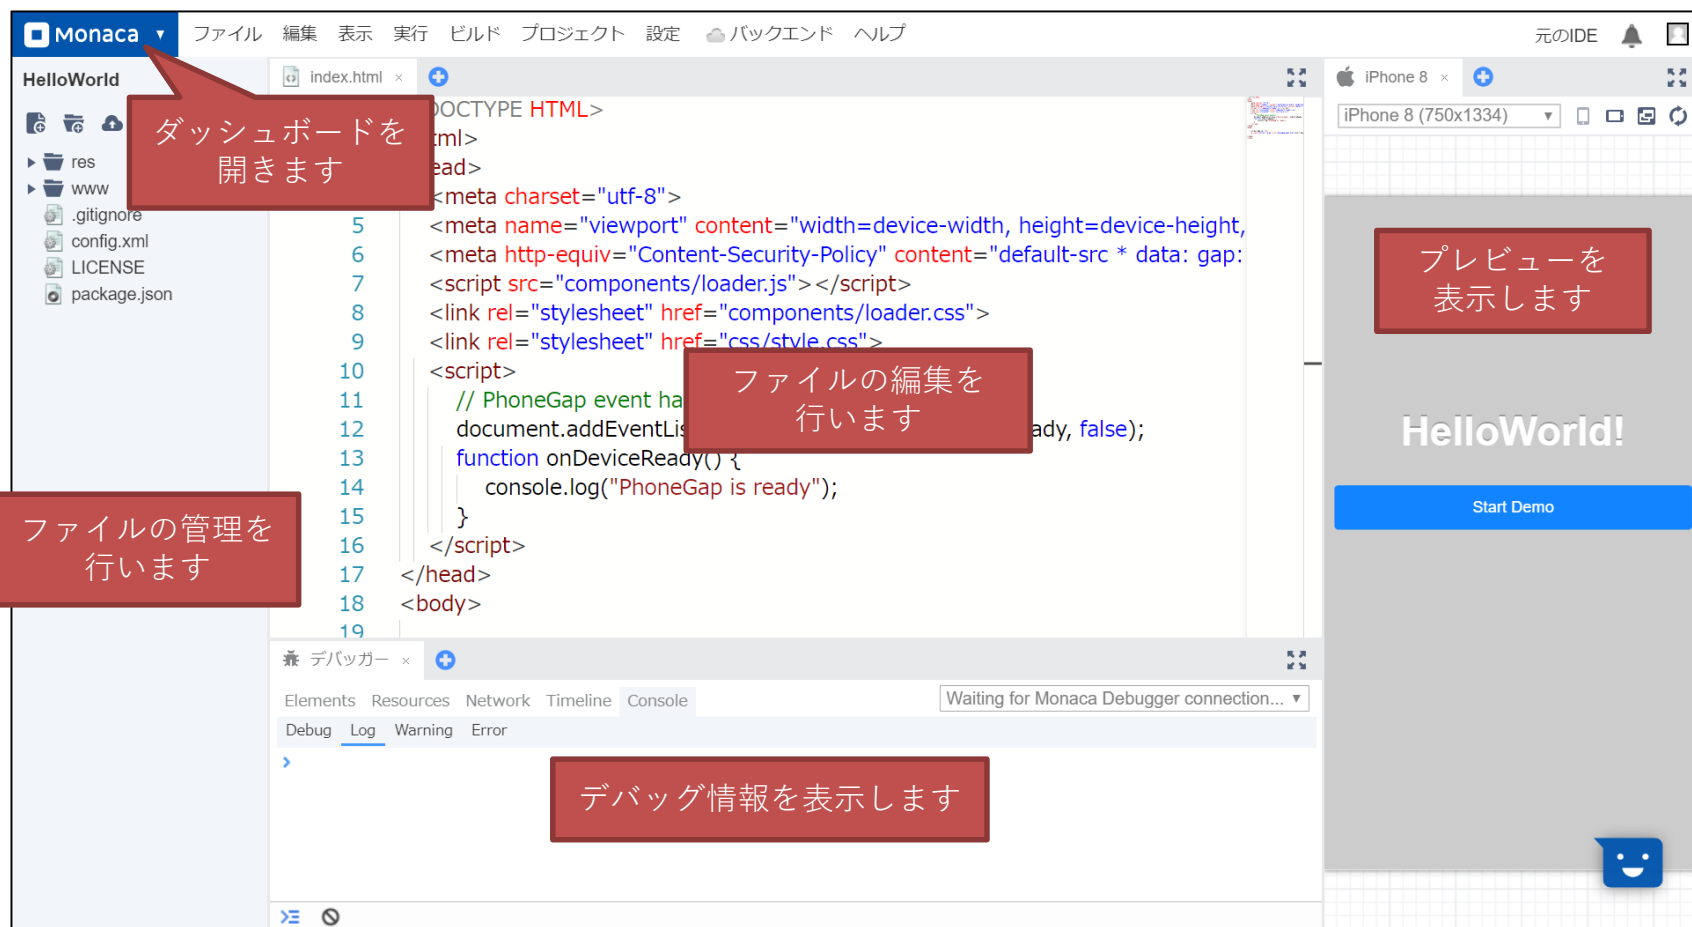 Monaca ▼ ファイル 編集 表示 実行 ビルド プロジェクト 設定 バックエンド ヘルプ 元のIDE
HelloWorld
index.html ×
iPhone 8 ×
iPhone 8 (750x1334) ▼
res
www
.gitignore
config.xml
LICENSE
package.json
ダッシュボードを
開きます
OCTYPE HTML>
tml>
ead>
<meta charset="utf-8">
5 <meta name="viewport" content="width=device-width, height=device-height,
6 <meta http-equiv="Content-Security-Policy" content="default-src * data: gap:
7 <script src="components/loader.js"></script>
8 <link rel="stylesheet" href="components/loader.css">
9 <link rel="stylesheet" href="css/style.css">
10 <script>
11 // PhoneGap event ha
12 document.addEventLis ady, false);
13 function onDeviceReady() {
14 console.log("PhoneGap is ready");
15 }
16 </script>
17 </head>
18 <body>
19
ファイルの編集を
行います
ファイルの管理を
行います
プレビューを
表示します
HelloWorld!
Start Demo
デバッガー ×
Elements Resources Network Timeline Console
Waiting for Monaca Debugger connection... ▼
Debug Log Warning Error
デバッグ情報を表示します